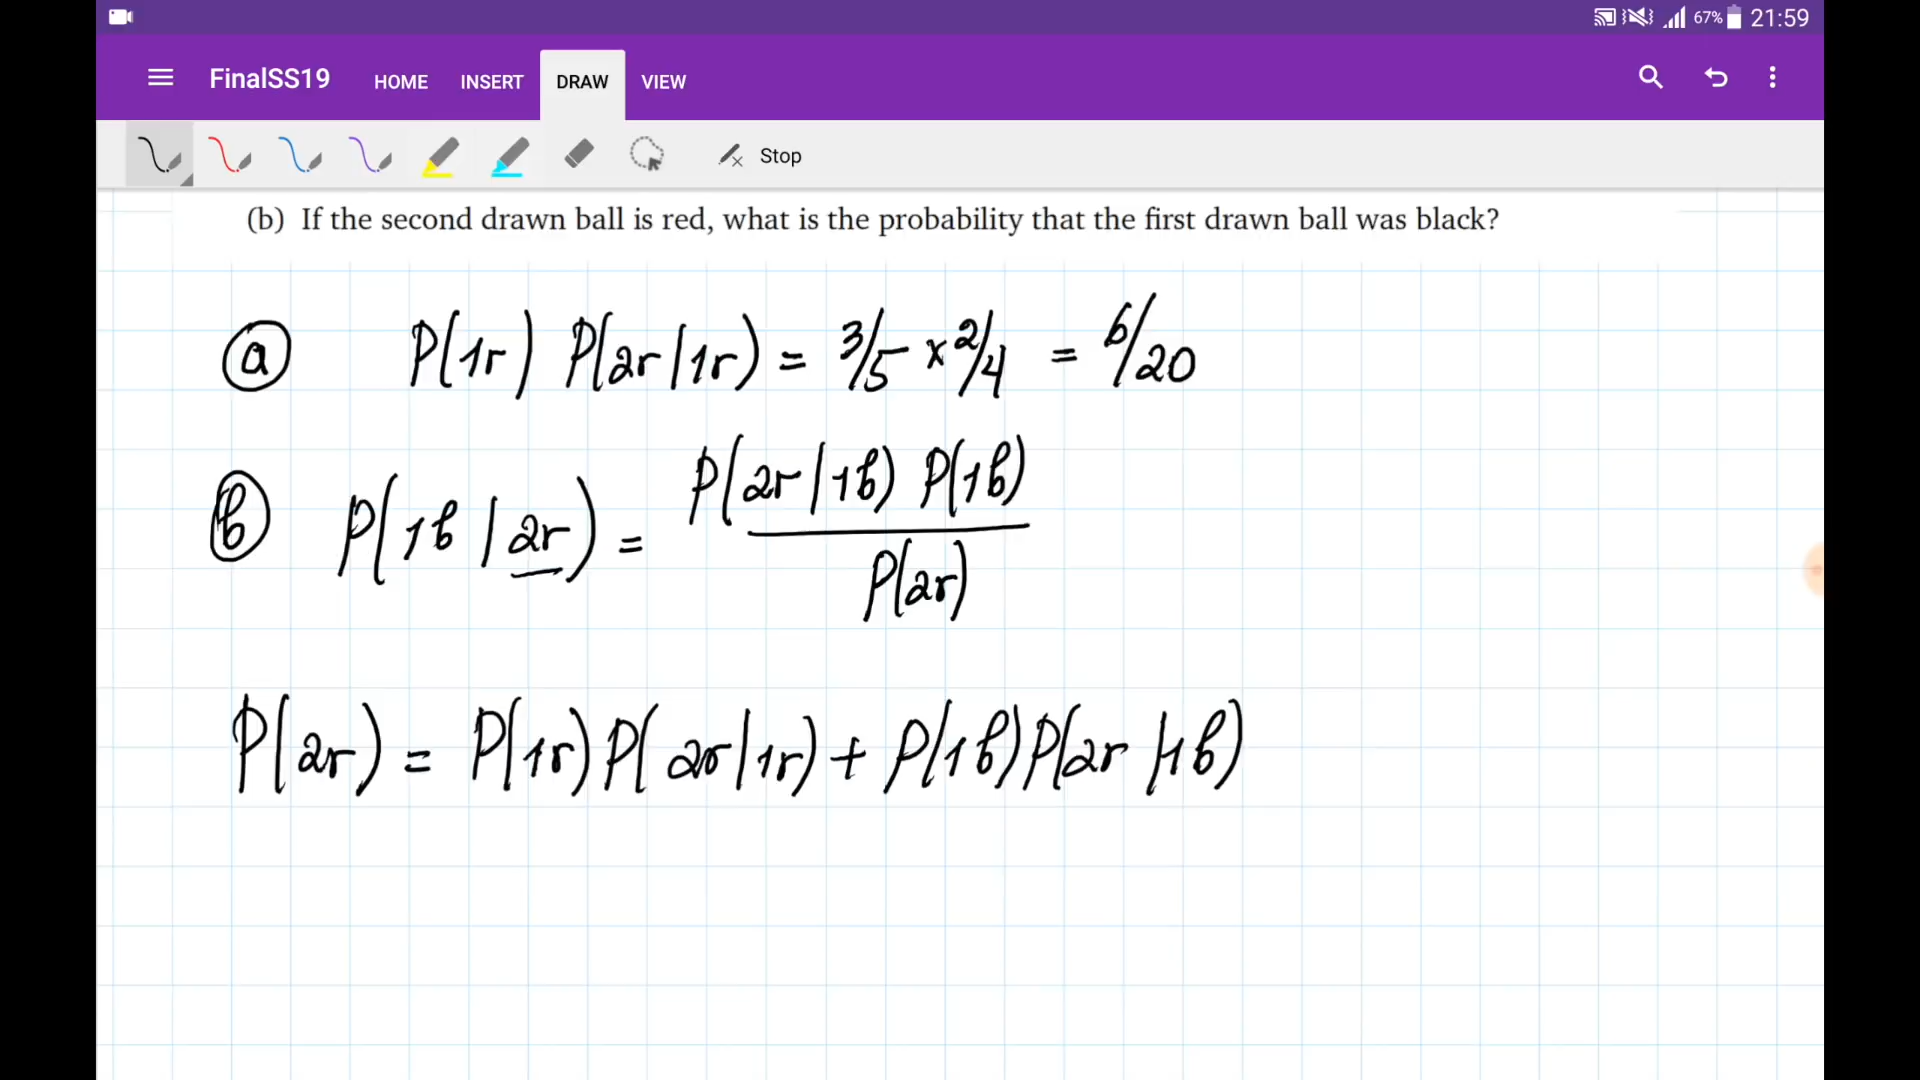 67% 21:59
FinalSS19 HOME INSERT DRAW VIEW
Stop
(b) If the second drawn ball is red, what is the probability that the first drawn ball was black?
a P(1r) P(2r|1r) = 3/5 × 2/4 = 6/20
b P(1b|2r) = P(2r|1b) P(1b)
P(2r)
P(2r) = P(1r)P(2r|1r) + P(1b)P(2r|1b)